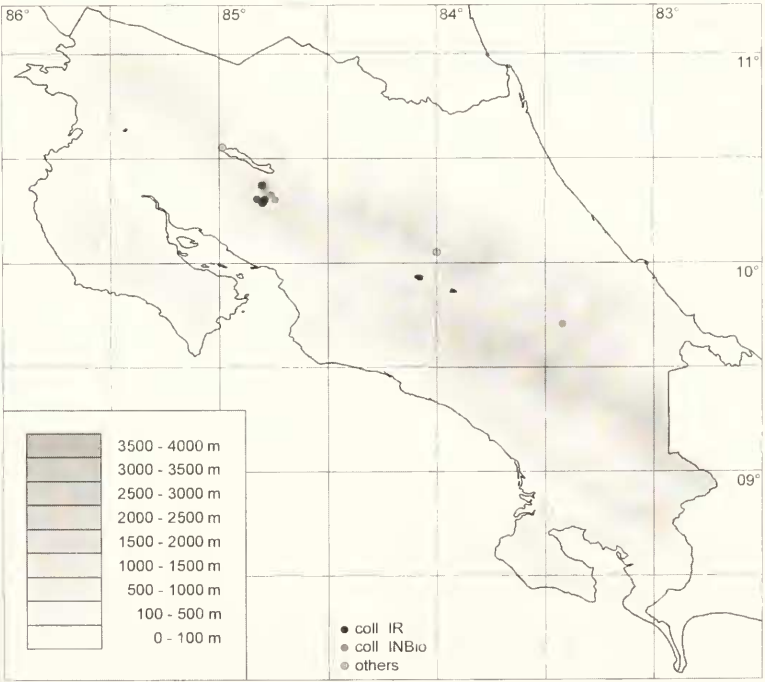 86° 85° 84° 83°
11°
10°
09°
3500 - 4000 m
3000 - 3500 m
2500 - 3000 m
2000 - 2500 m
1500 - 2000 m
1000 - 1500 m
500 - 1000 m
100 - 500 m
0 - 100 m
coll IR
coll INBio
others